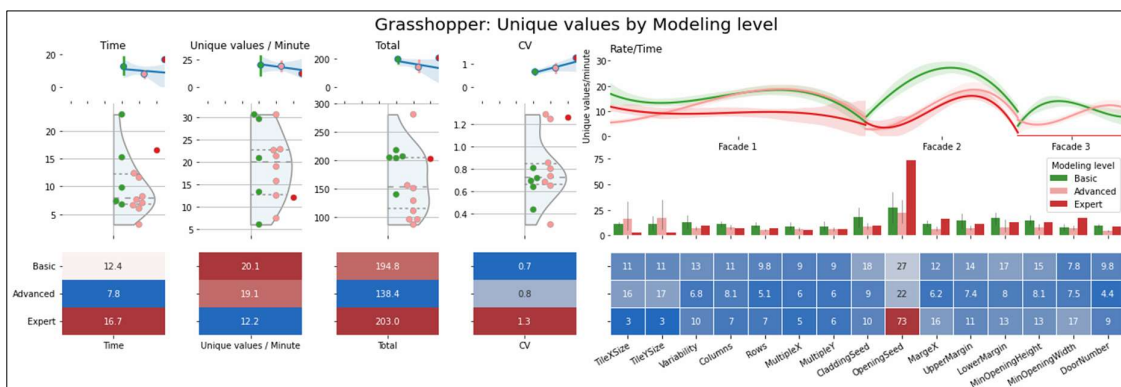 Grasshopper: Unique values by Modeling level
Time
Unique values / Minute
Total
CV
Rate/Time
20
10
0
25
0
200
0
1
0
Unique values/minute
30
20
10
0
Facade 1
Facade 2
Facade 3
20
15
10
5
30
25
20
15
10
5
300
250
200
150
100
1.2
1.0
0.8
0.6
0.4
75
50
25
0
Modeling level
Basic
Advanced
Expert
Basic
Advanced
Expert
12.4
7.8
16.7
Time
20.1
19.1
12.2
Unique values / Minute
194.8
138.4
203.0
Total
0.7
0.8
1.3
CV
11 11 13 11 9.8 9 9 18 27 12 14 17 15 7.8 9.8
16 17 6.8 8.1 5.1 6 6 9 22 6.2 7.4 8 8.1 7.5 4.4
3 3 10 7 7 5 6 10 73 16 11 13 13 17 9
TileXSize
TileYSize
Variability
Columns
Rows
MultipleX
MultipleY
CladdingSeed
OpeningSeed
MargeX
UpperMargin
LowerMargin
MinOpeningHeight
MinOpeningWidth
DoorNumber